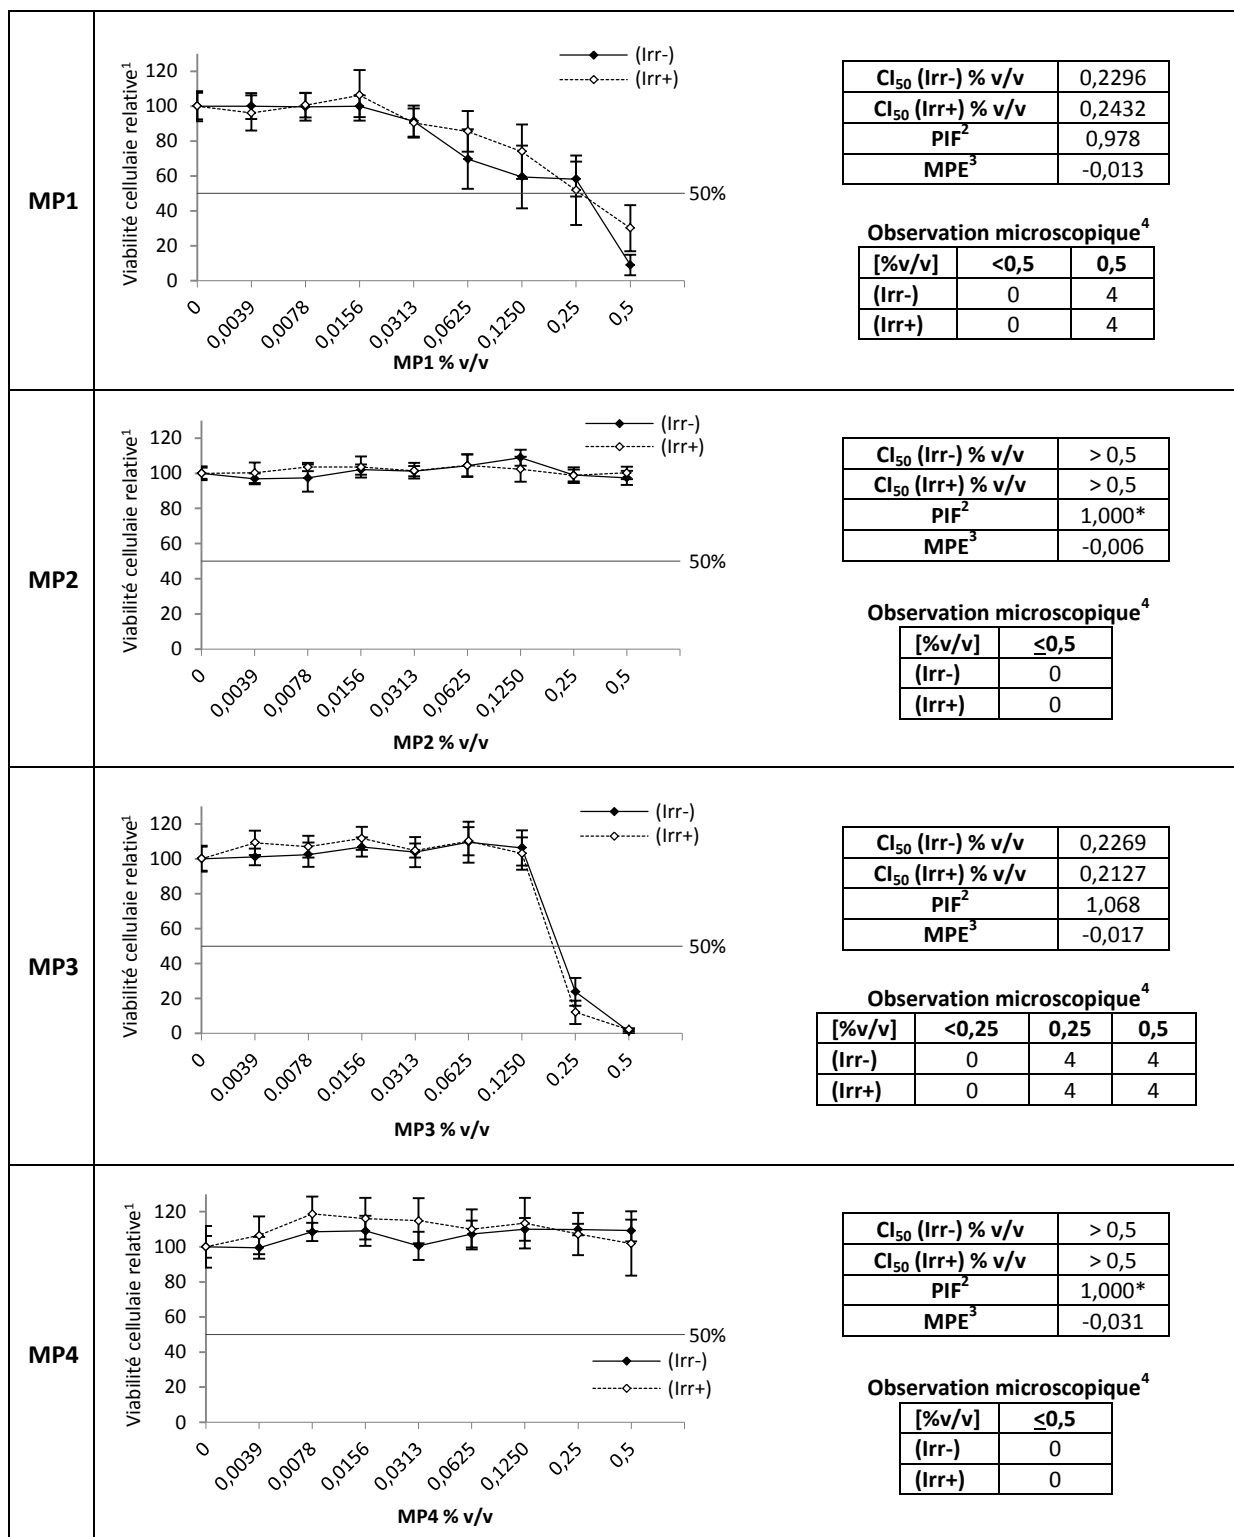 MP1
Viabilité cellulaie relative¹
120
100
80
60
40
20
0
(Irr-)
(Irr+)
50%
0 0,0039 0,0078 0,0156 0,0313 0,0625 0,1250 0,25 0,5
MP1 % v/v
CI₅₀ (Irr-) % v/v 0,2296
CI₅₀ (Irr+) % v/v 0,2432
PIF² 0,978
MPE³ -0,013
Observation microscopique⁴
[%v/v] <0,5 0,5
(Irr-) 0 4
(Irr+) 0 4
MP2
Viabilité cellulaie relative¹
120
100
80
60
40
20
0
(Irr-)
(Irr+)
50%
0 0,0039 0,0078 0,0156 0,0313 0,0625 0,1250 0,25 0,5
MP2 % v/v
CI₅₀ (Irr-) % v/v > 0,5
CI₅₀ (Irr+) % v/v > 0,5
PIF² 1,000*
MPE³ -0,006
Observation microscopique⁴
[%v/v] <0,5
(Irr-) 0
(Irr+) 0
MP3
Viabilité cellulaie relative¹
120
100
80
60
40
20
0
(Irr-)
(Irr+)
50%
0 0.0039 0.0078 0.0156 0.0313 0.0625 0.1250 0.25 0.5
MP3 % v/v
CI₅₀ (Irr-) % v/v 0,2269
CI₅₀ (Irr+) % v/v 0,2127
PIF² 1,068
MPE³ -0,017
Observation microscopique⁴
[%v/v] <0,25 0,25 0,5
(Irr-) 0 4 4
(Irr+) 0 4 4
MP4
Viabilité cellulaie relative¹
120
100
80
60
40
20
0
50%
(Irr-)
(Irr+)
0 0,0039 0,0078 0,0156 0,0313 0,0625 0,1250 0,25 0,5
MP4 % v/v
CI₅₀ (Irr-) % v/v > 0,5
CI₅₀ (Irr+) % v/v > 0,5
PIF² 1,000*
MPE³ -0,031
Observation microscopique⁴
[%v/v] <0,5
(Irr-) 0
(Irr+) 0